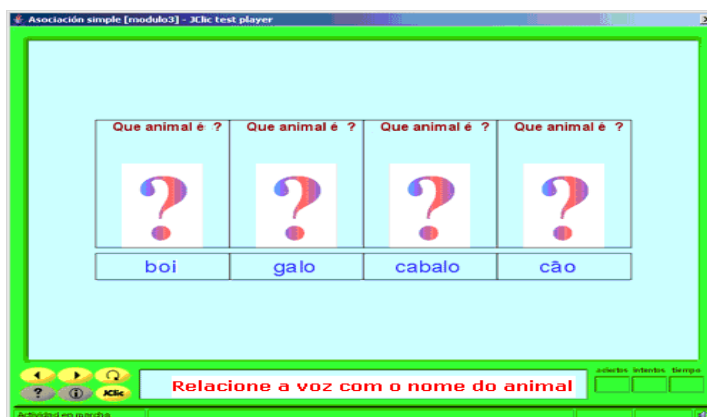 Asociación simple [modulo3] - JClic test player
Que animal é ? Que animal é ? Que animal é ? Que animal é ?
? ? ? ?
boi galo cabalo cão
aciertos intentos tiempo
? i JClic
Relacione a voz com o nome do animal
Actividad en marcha